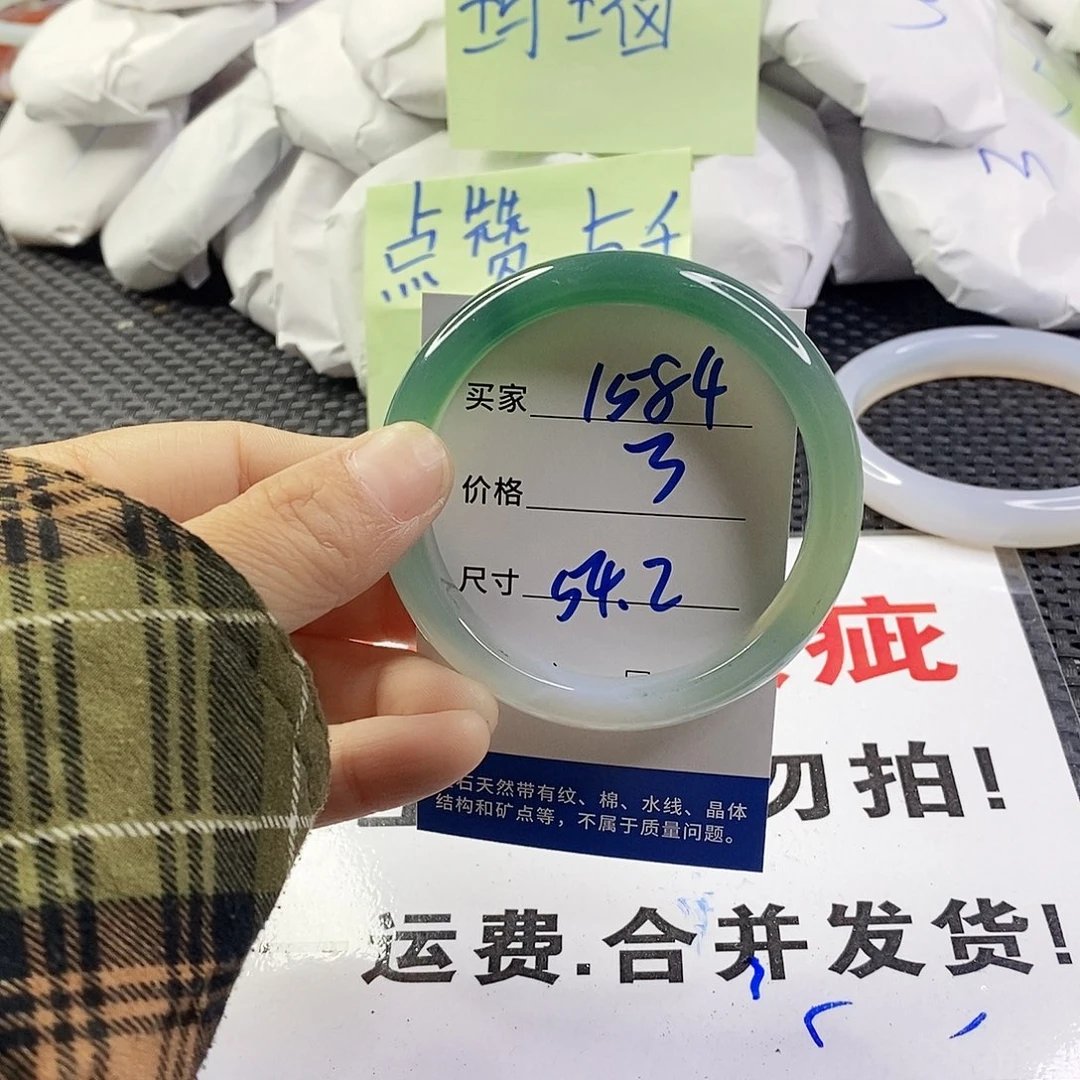 点赞
买家 1584
价格 3
尺寸 54.2
石天然带有纹、棉、水线、晶体
结构和矿点等，不属于质量问题。
疵
勿拍!
运费.合并发货!